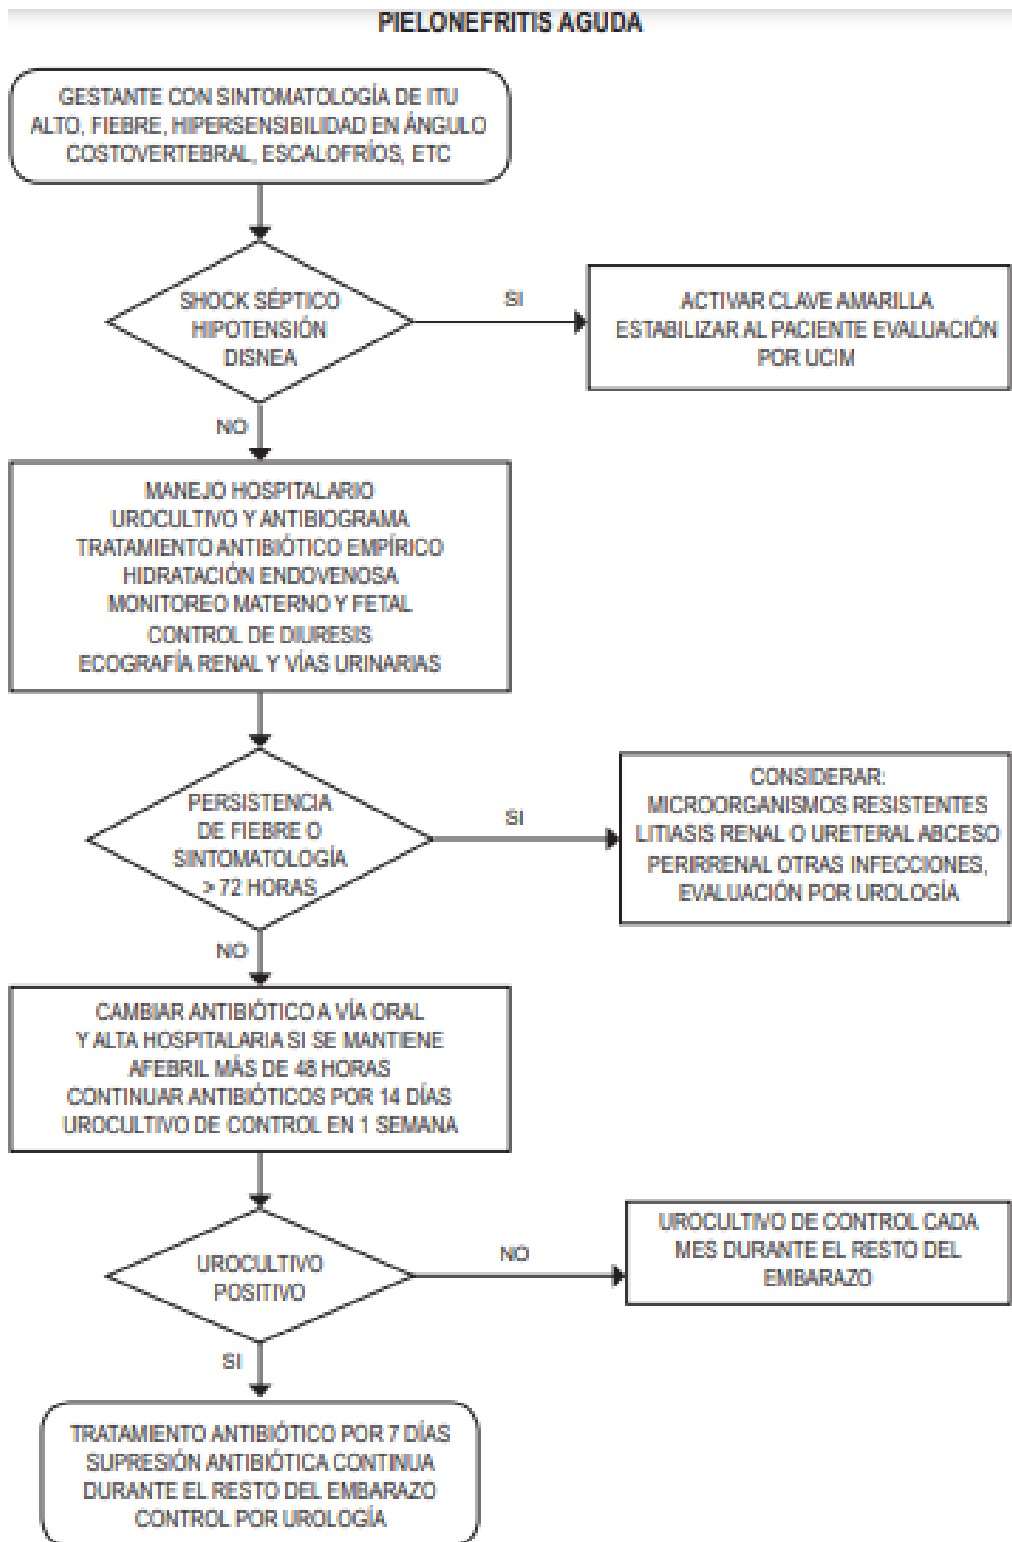 PIELONEFRITIS AGUDA
GESTANTE CON SINTOMATOLOGÍA DE ITU
ALTO, FIEBRE, HIPERSENSIBILIDAD EN ÁNGULO
COSTOVERTEBRAL, ESCALOFRÍOS, ETC
SHOCK SÉPTICO
HIPOTENSIÓN
DISNEA
SI
ACTIVAR CLAVE AMARILLA
ESTABILIZAR AL PACIENTE EVALUACIÓN
POR UCIM
NO
MANEJO HOSPITALARIO
UROCULTIVO Y ANTIBIOGRAMA
TRATAMIENTO ANTIBIÓTICO EMPÍRICO
HIDRATACIÓN ENDOVENOSA
MONITOREO MATERNO Y FETAL
CONTROL DE DIURESIS
ECOGRAFÍA RENAL Y VÍAS URINARIAS
PERSISTENCIA
DE FIEBRE O
SINTOMATOLOGÍA
> 72 HORAS
SI
CONSIDERAR:
MICROORGANISMOS RESISTENTES
LITIASIS RENAL O URETERAL ABCESO
PERIRRENAL OTRAS INFECCIONES,
EVALUACIÓN POR UROLOGÍA
NO
CAMBIAR ANTIBIÓTICO A VÍA ORAL
Y ALTA HOSPITALARIA SI SE MANTIENE
AFEBRIL MÁS DE 48 HORAS
CONTINUAR ANTIBIÓTICOS POR 14 DÍAS
UROCULTIVO DE CONTROL EN 1 SEMANA
UROCULTIVO
POSITIVO
NO
UROCULTIVO DE CONTROL CADA
MES DURANTE EL RESTO DEL
EMBARAZO
SI
TRATAMIENTO ANTIBIÓTICO POR 7 DÍAS
SUPRESIÓN ANTIBIÓTICA CONTINUA
DURANTE EL RESTO DEL EMBARAZO
CONTROL POR UROLOGÍA